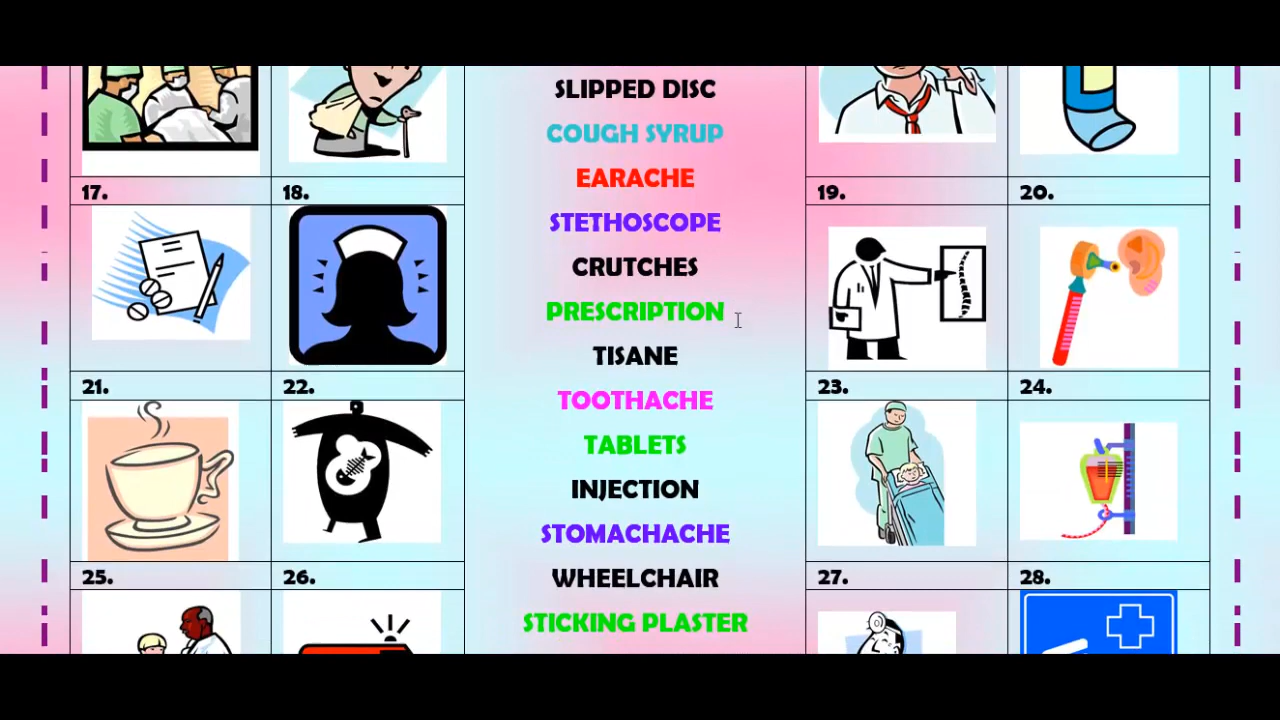 SLIPPED DISC
COUGH SYRUP
EARACHE
17.
18.
19.
20.
STETHOSCOPE
CRUTCHES
PRESCRIPTION
TISANE
21.
22.
23.
24.
TOOTHACHE
TABLETS
INJECTION
STOMACHACHE
25.
26.
27.
28.
WHEELCHAIR
STICKING PLASTER